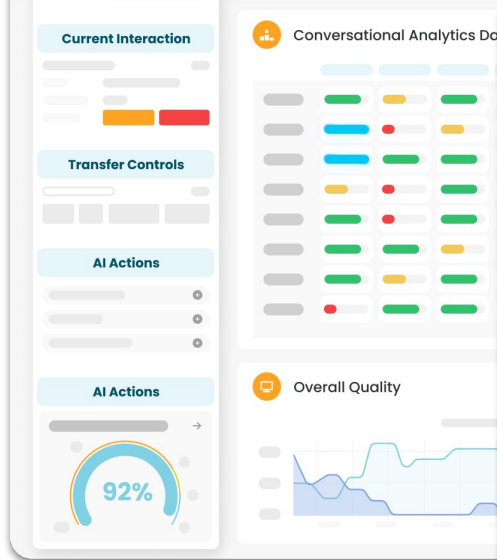 Current Interaction
Transfer Controls
AI Actions
AI Actions
92%
Conversational Analytics Da
Overall Quality